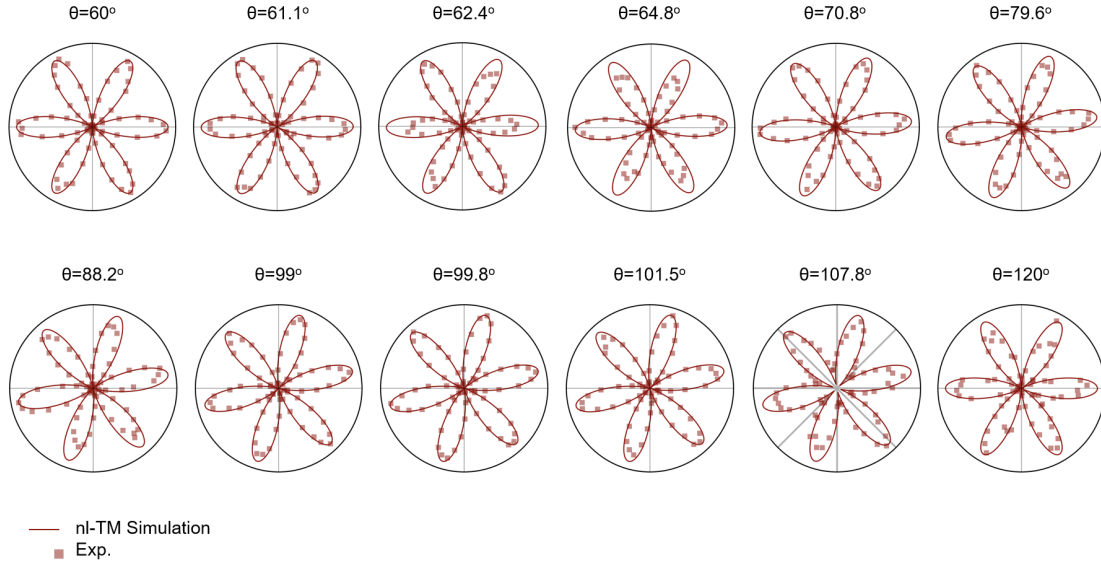 θ=60°
θ=61.1°
θ=62.4°
θ=64.8°
θ=70.8°
θ=79.6°
θ=88.2°
θ=99°
θ=99.8°
θ=101.5°
θ=107.8°
θ=120°
nl-TM Simulation
Exp.